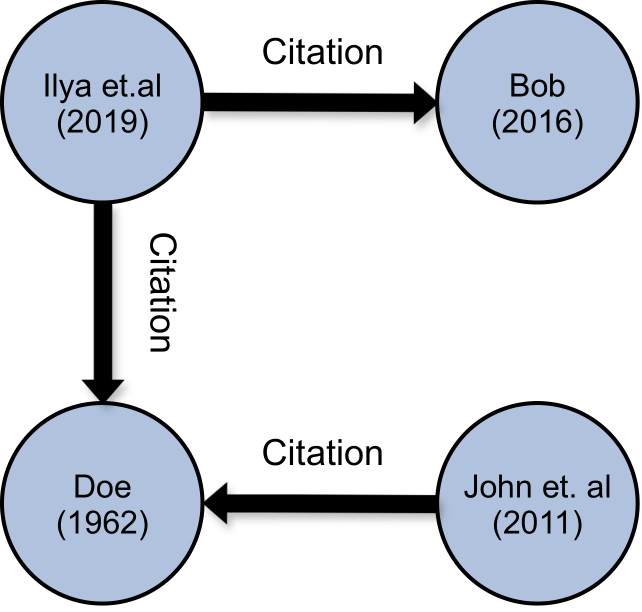 Ilya et.al
(2019)
Citation
Bob
(2016)
Citation
Doe
(1962)
Citation
John et. al
(2011)